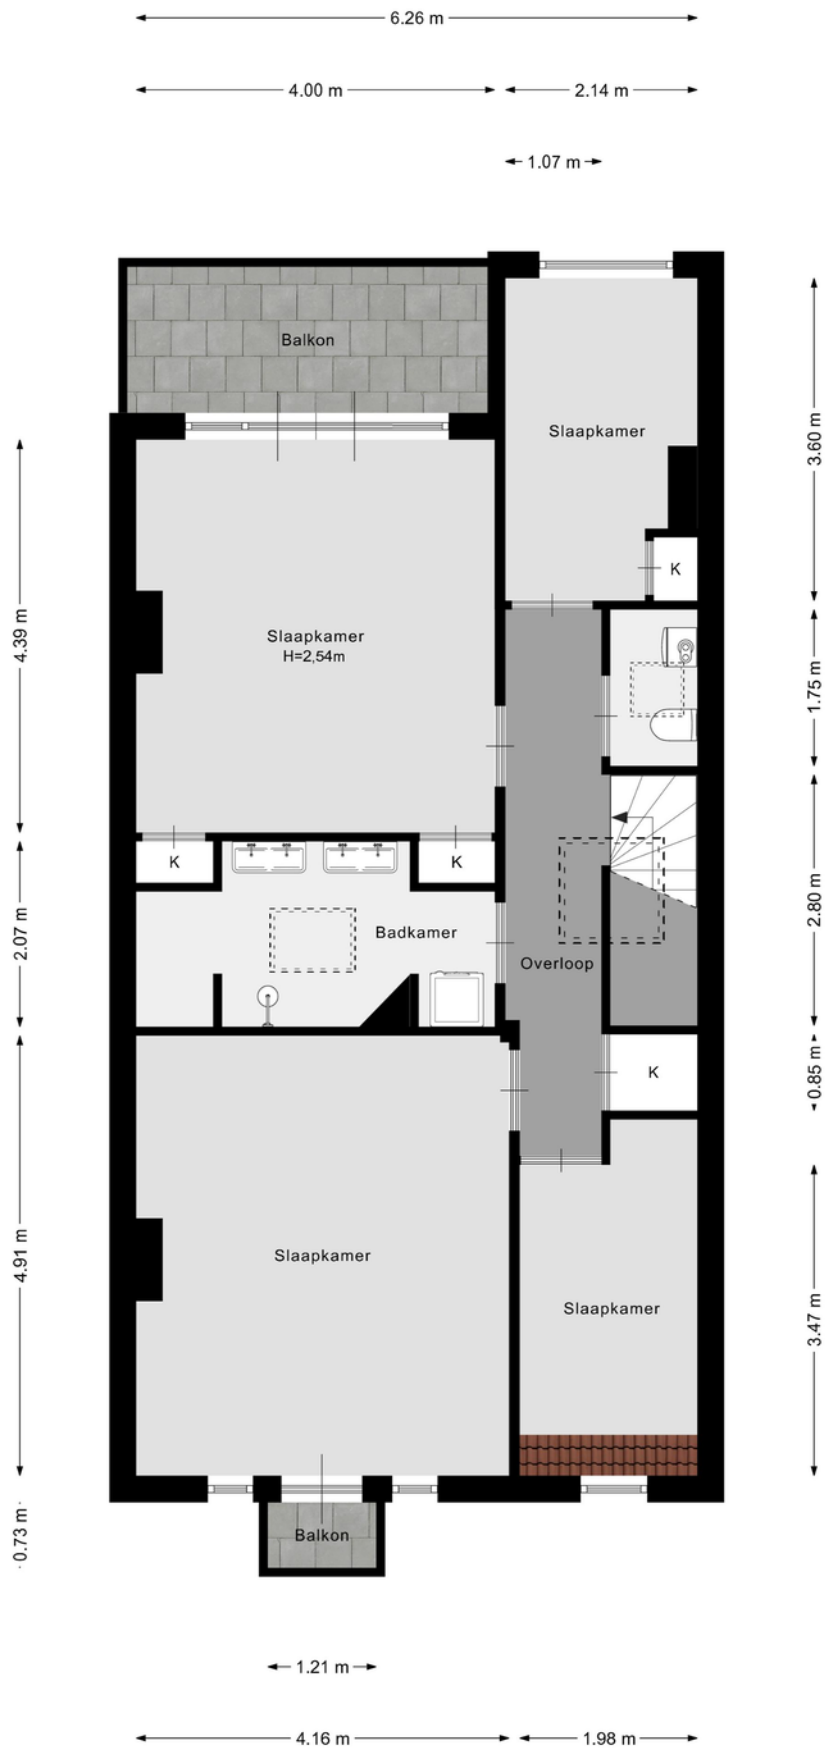 6.26 m
4.00 m
2.14 m
1.07 m
Balkon
Slaapkamer
3.60 m
K
Slaapkamer
H=2,54m
4.39 m
1.75 m
K
K
2.80 m
2.07 m
Badkamer
Overloop
K
0.85 m
Slaapkamer
4.91 m
Slaapkamer
3.47 m
Balkon
0.73
1.21 m
4.16 m
1.98 m